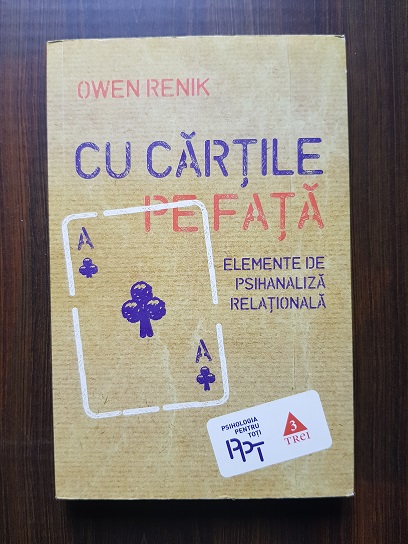 OWEN RENIK
CU CĂRȚILE
PE FAȚĂ
A
ELEMENTE DE
PSIHANALIZĂ
RELAȚIONALĂ
A
PSIHOLOGIA
PENTRU
TOȚI
PPT
3
TREI